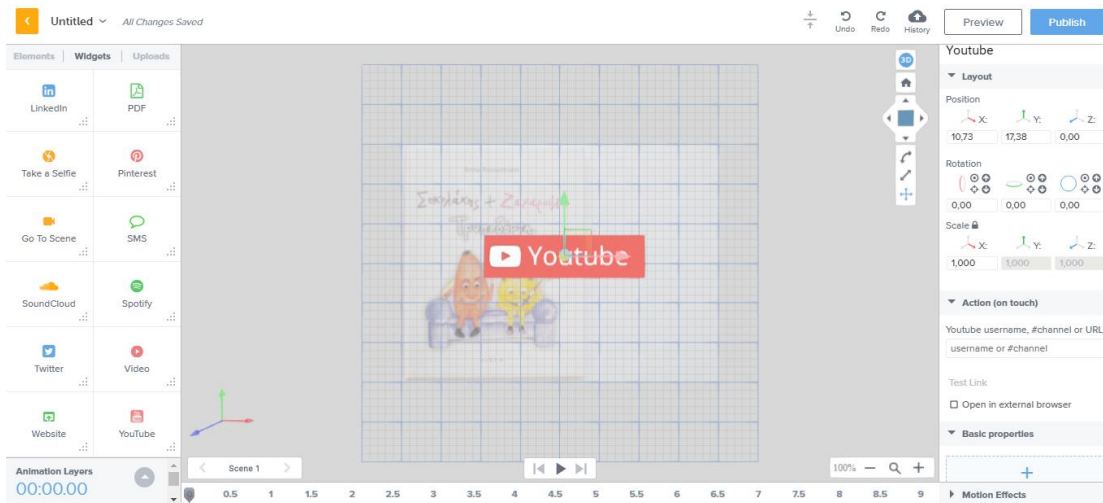 Untitled All Changes Saved Undo Redo History Preview Publish
Elements Widgets Uploads
LinkedIn PDF
Take a Selfie Pinterest
Go To Scene SMS
SoundCloud Spotify
Twitter Video
Website YouTube
Animation Layers
00:00.00
3D
Σοκολάκης + Ζαχαρούλα
Youtube
Scene 1
100%
0.5 1 1.5 2 2.5 3 3.5 4 4.5 5 5.5 6 6.5 7 7.5 8 8.5 9
Youtube
Layout
Position
X: Y: Z:
10,73 17,38 0,00
Rotation
0,00 0,00 0,00
Scale
X: Y: Z:
1,000 1,000 1,000
Action (on touch)
Youtube username, #channel or URL
username or #channel
Test Link
Open in external browser
Basic properties
Motion Effects